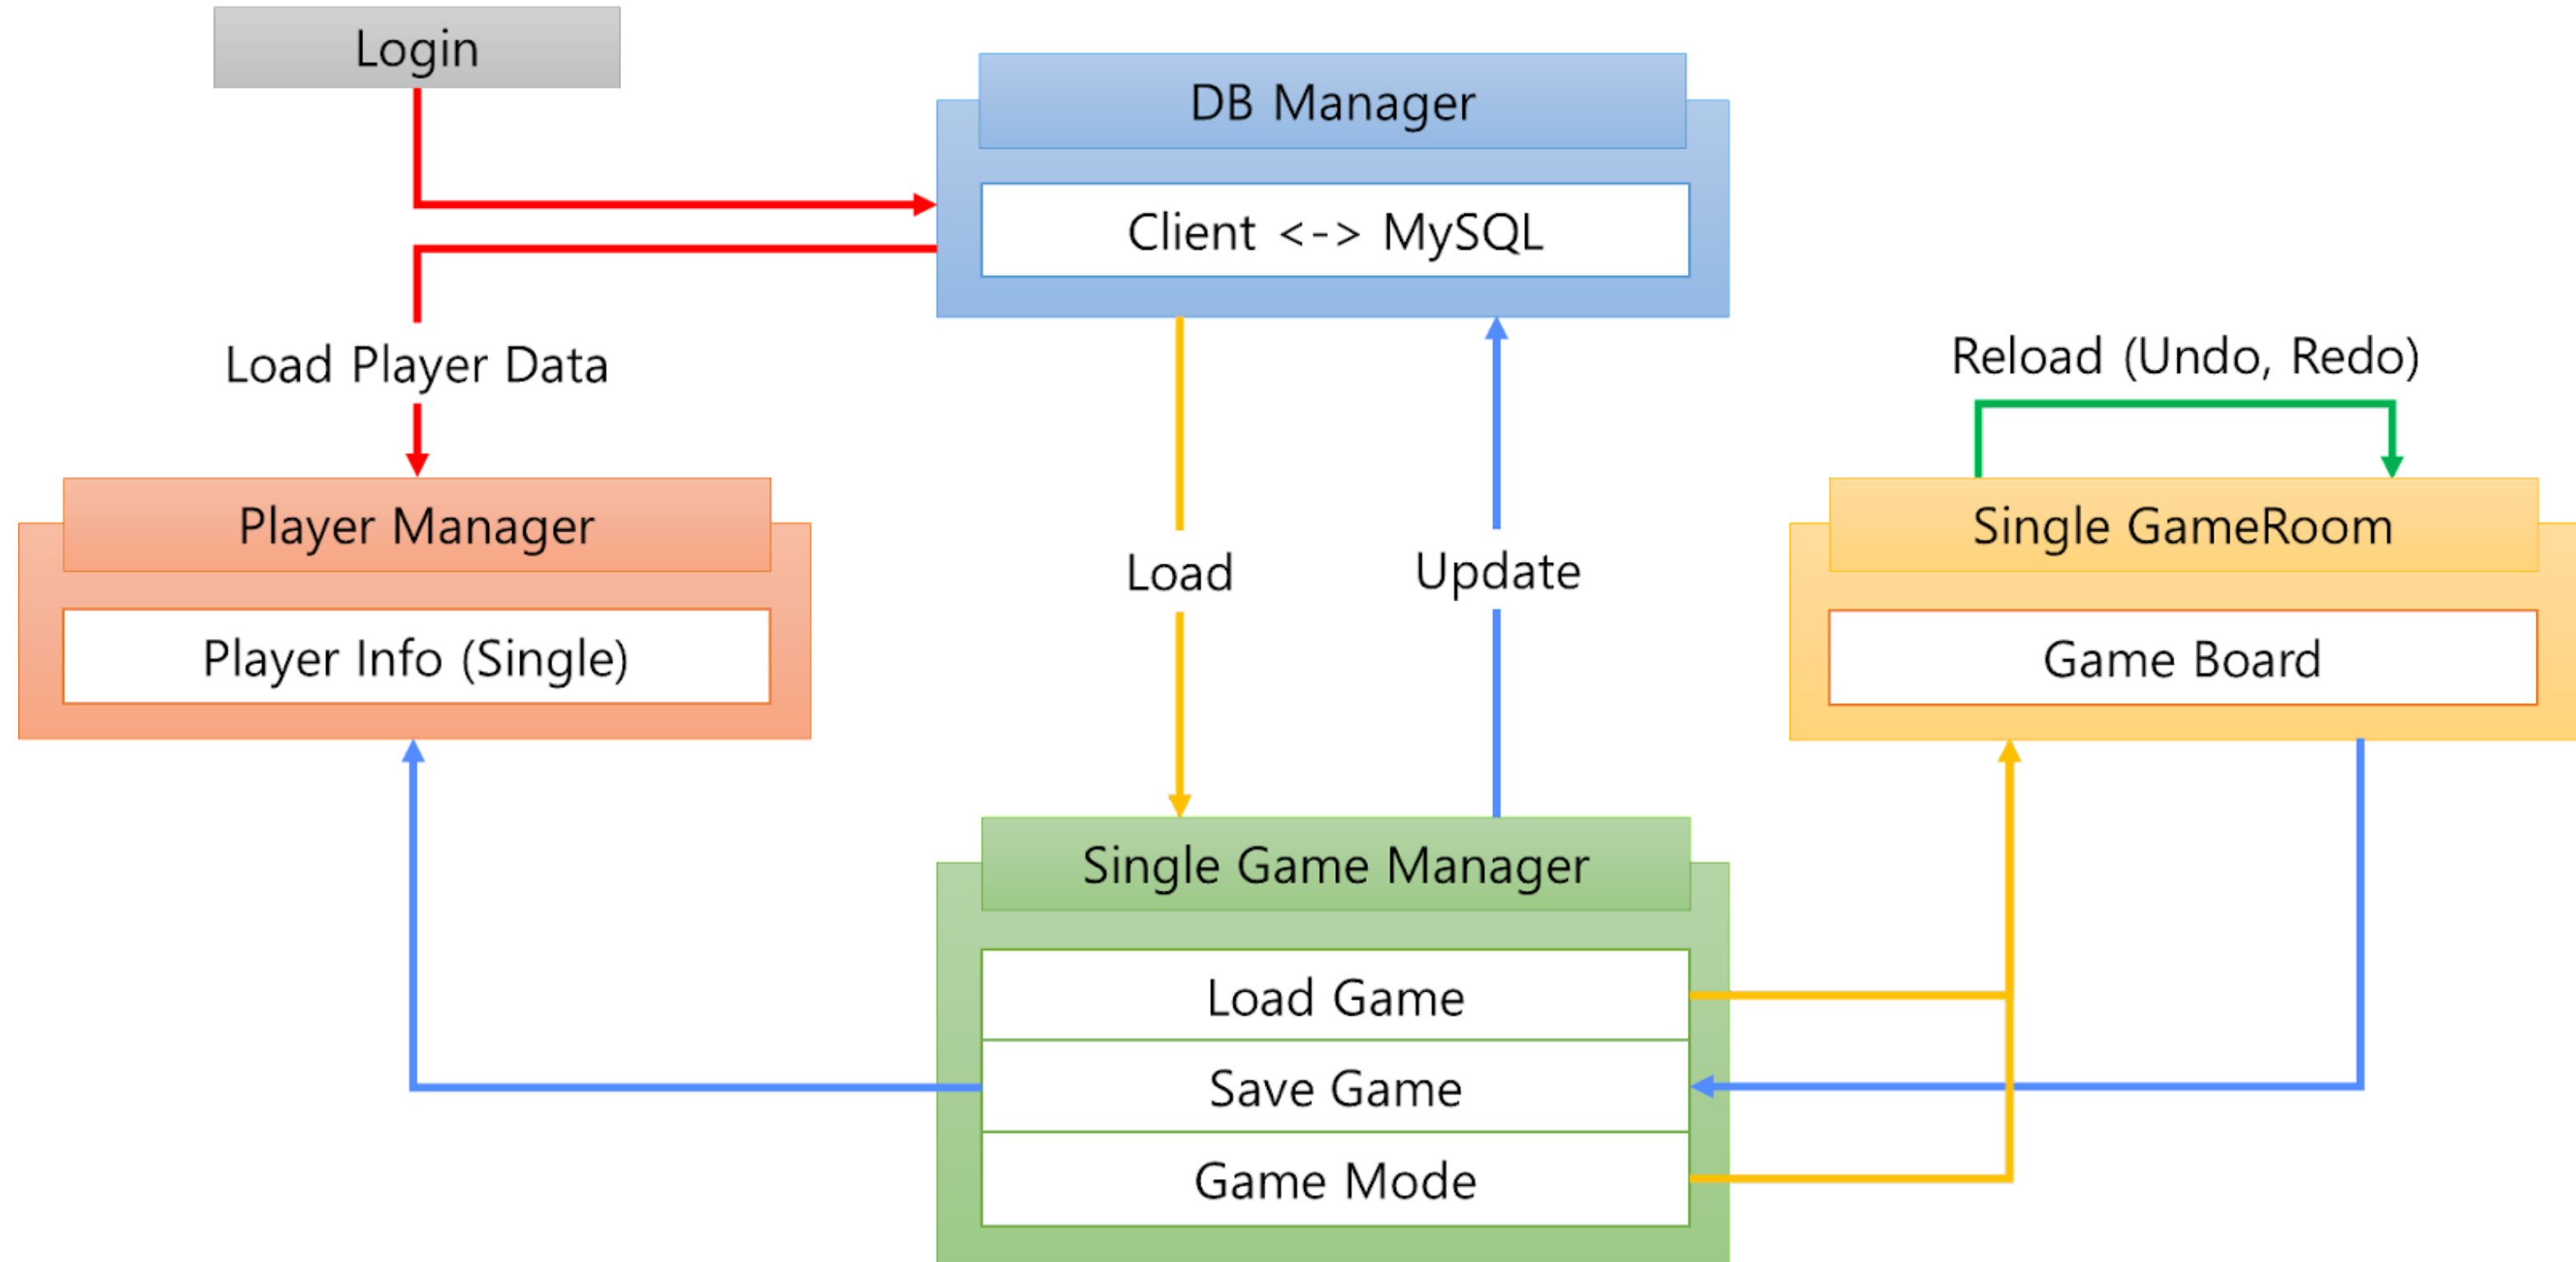 Login
DB Manager
Client <-> MySQL
Load Player Data
Reload (Undo, Redo)
Player Manager
Player Info (Single)
Load
Update
Single GameRoom
Game Board
Single Game Manager
Load Game
Save Game
Game Mode